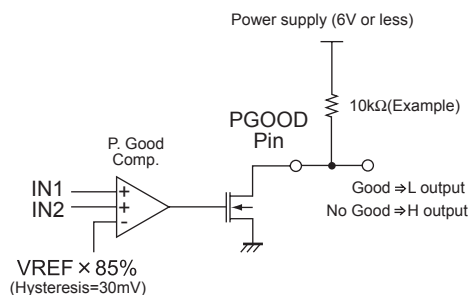 Power supply (6V or less)
10kΩ(Example)
PGOOD
Pin
P. Good
Comp.
IN1
IN2
+
+
-
Good ⇒L output
No Good ⇒H output
VREF × 85%
(Hysteresis=30mV)